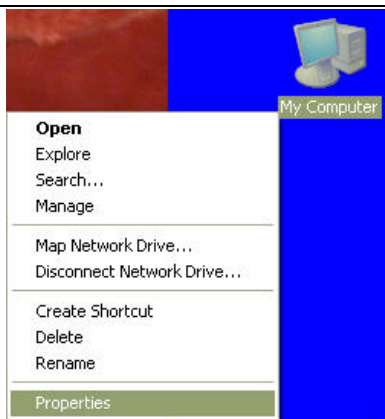 My Computer
Open
Explore
Search...
Manage
Map Network Drive...
Disconnect Network Drive...
Create Shortcut
Delete
Rename
Properties